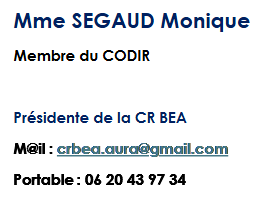 Mme SEGAUD Monique
Membre du CODIR
Présidente de la CR BEA
M@il : crbea.aura@gmail.com
Portable : 06 20 43 97 34